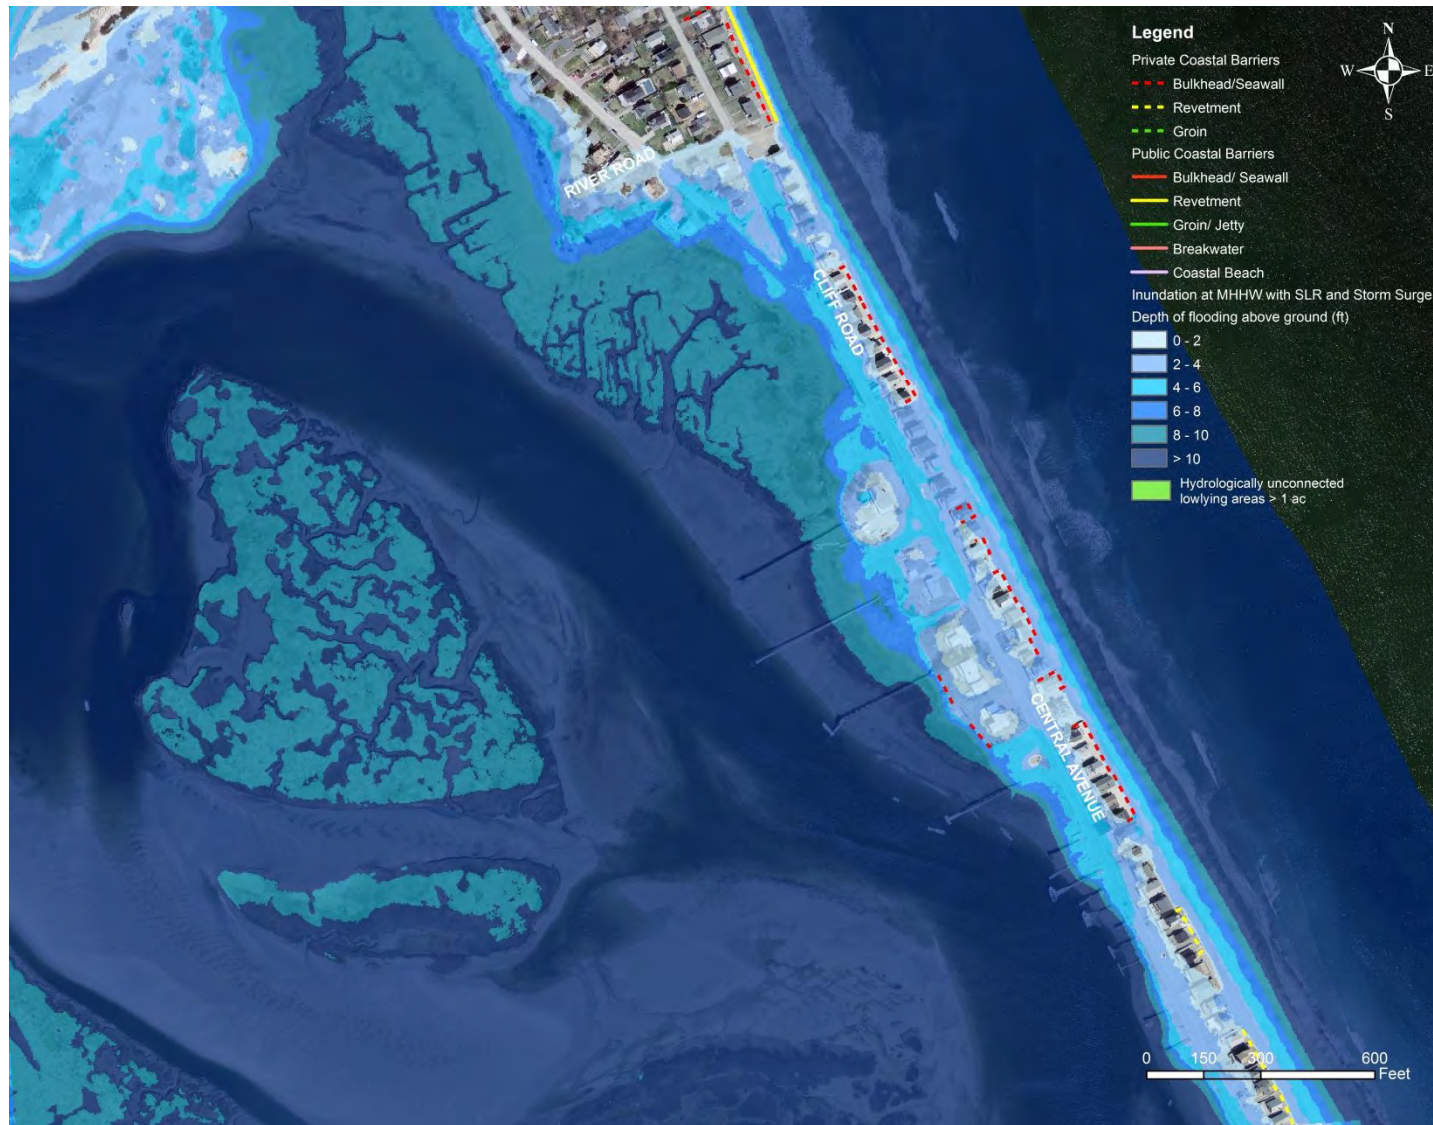 Legend
Private Coastal Barriers
Bulkhead/Seawall
Revetment
Groin
Public Coastal Barriers
Bulkhead/ Seawall
Revetment
Groin/ Jetty
Breakwater
Coastal Beach
Inundation at MHHW with SLR and Storm Surge
Depth of flooding above ground (ft)
0 - 2
2 - 4
4 - 6
6 - 8
8 - 10
> 10
Hydrologically unconnected
lowlying areas > 1 ac
N
W E
S
RIVER ROAD
CLIFF ROAD
CENTRAL AVENUE
0 150 300 600
Feet